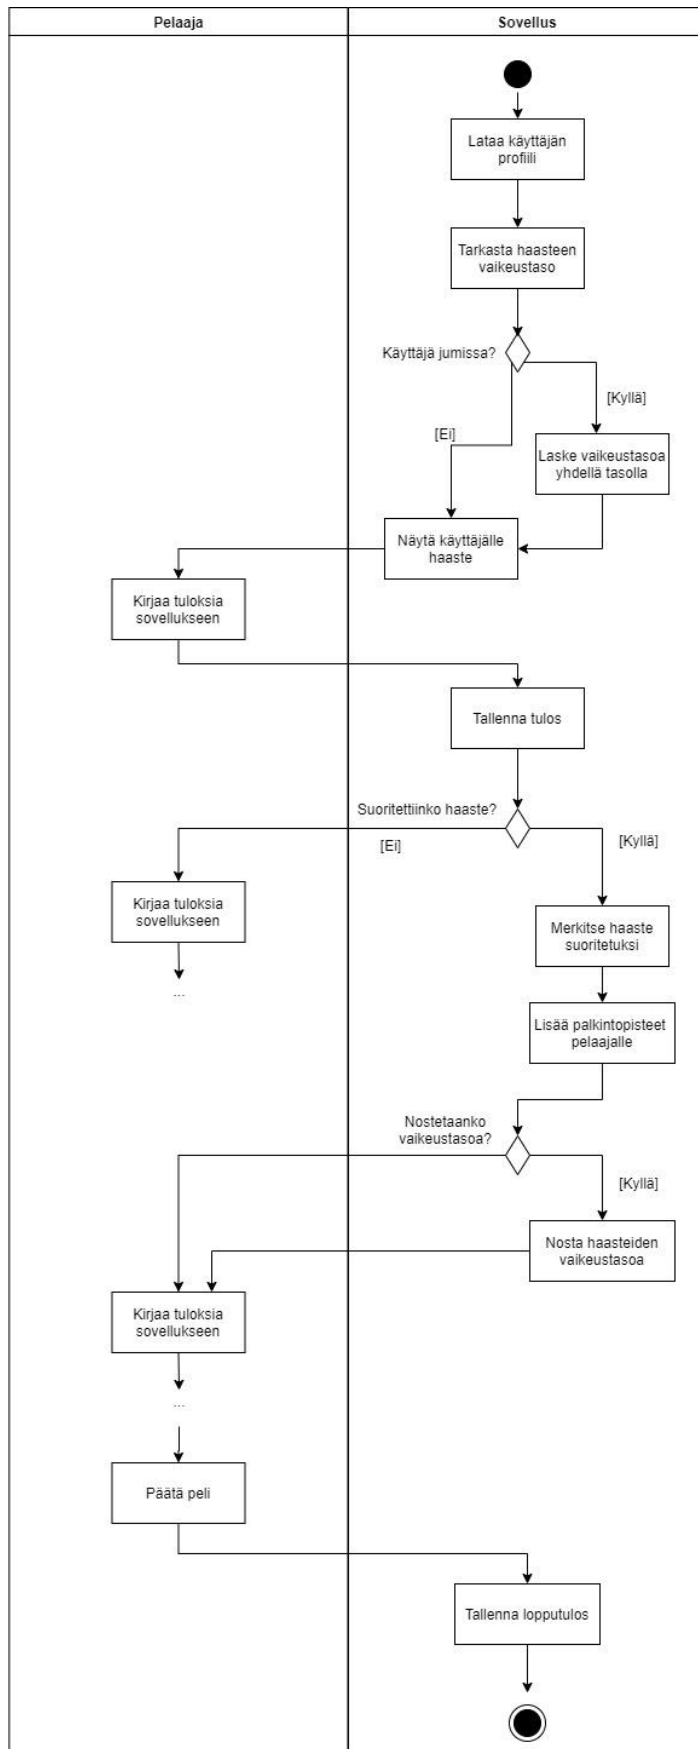 Pelaaja
Sovellus
Lataa käyttäjän
profiili
Tarkasta haasteen
vaikeustaso
Käyttäjä jumissa?
[Kyllä]
[Ei]
Laske vaikeustasoa
yhdellä tasolla
Näytä käyttäjälle
haaste
Kirjaa tuloksia
sovellukseen
Tallenna tulos
Suoritettiinko haaste?
[Ei]
[Kyllä]
Kirjaa tuloksia
sovellukseen
...
Merkitse haaste
suoritetuksi
Lisää palkintopisteet
pelaajalle
Nostetaanko
vaikeustasoa?
[Kyllä]
Nosta haasteiden
vaikeustasoa
Kirjaa tuloksia
sovellukseen
...
Päätä peli
Tallenna lopputulos